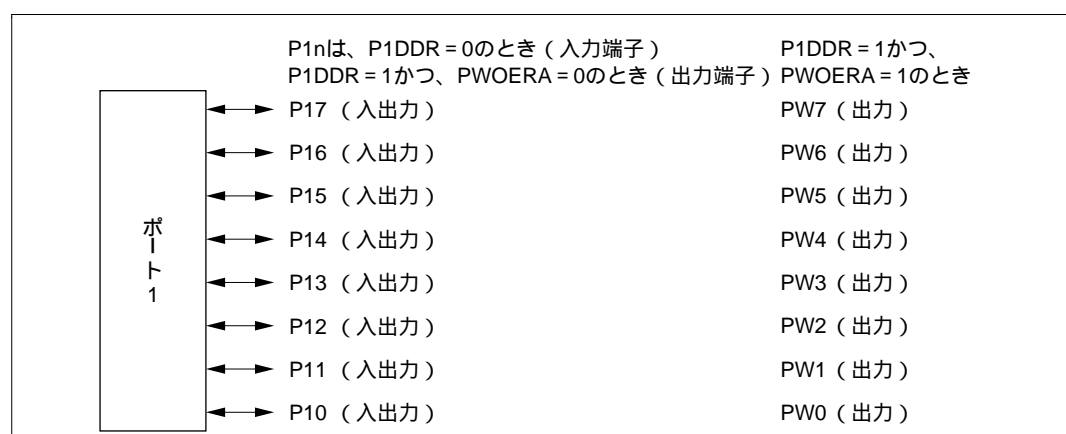 P1nは、P1DDR = 0のとき ( 入力端子 )
P1DDR = 1かつ、PWOERA = 0のとき ( 出力端子 )
P1DDR = 1かつ、
PWOERA = 1のとき
ポート1
P17 ( 入出力 ) PW7 ( 出力 )
P16 ( 入出力 ) PW6 ( 出力 )
P15 ( 入出力 ) PW5 ( 出力 )
P14 ( 入出力 ) PW4 ( 出力 )
P13 ( 入出力 ) PW3 ( 出力 )
P12 ( 入出力 ) PW2 ( 出力 )
P11 ( 入出力 ) PW1 ( 出力 )
P10 ( 入出力 ) PW0 ( 出力 )